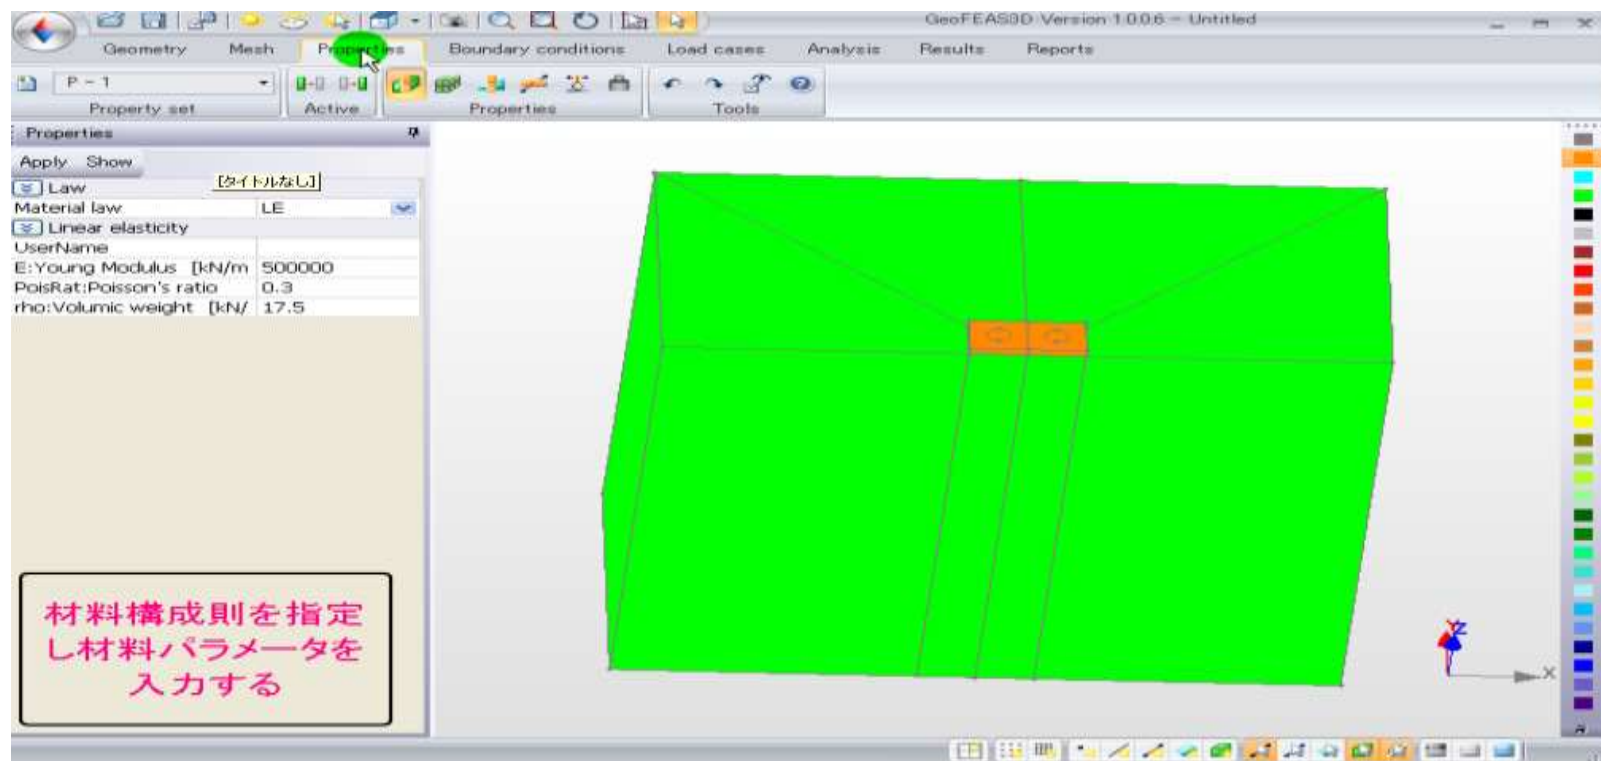 GeoFEAS3D Version 1.0.0.6 - Untitled
Geometry Mesh Properties Boundary conditions Load cases Analysis Results Reports
P - 1
Property set Active Properties Tools
Properties
Apply Show
[タイトルなし]
Law
Material law LE
Linear elasticity
UserName
E:Young Modulus [kN/m 500000
PoisRat:Poisson's ratio 0.3
rho:Volumic weight [kN/ 17.5
材料構成則を指定
し材料パラメータを
入力する
Y Z
X